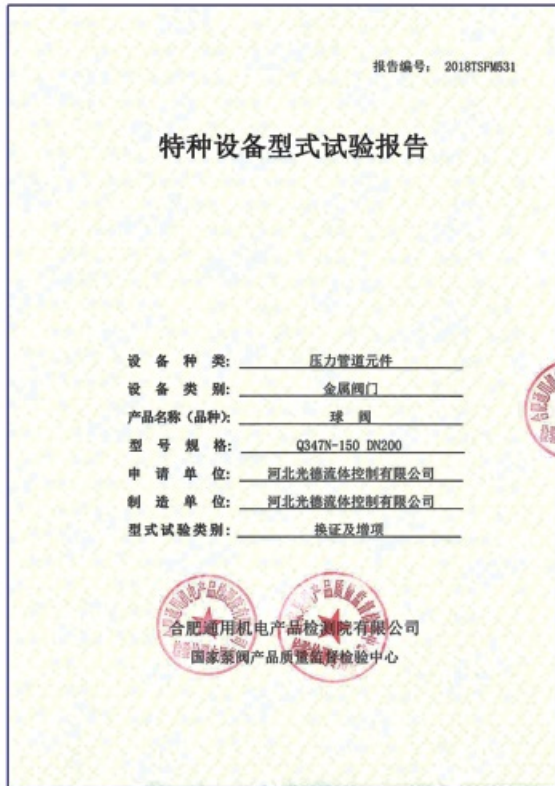 报告编号: 2018TSFM531
特种设备型式试验报告
设备种类: 压力管道元件
设备类别: 金属阀门
产品名称(品种): 球 阀
型号规格: Q347N-150 DN200
申请单位: 河北光德流体控制有限公司
制造单位: 河北光德流体控制有限公司
型式试验类别: 换证及增项
合肥通用机电产品检测院有限公司
国家泵阀产品质量监督检验中心